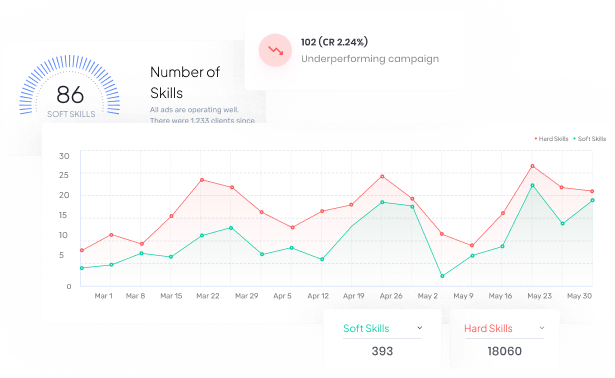 102 (CR 2.24%)
Underperforming campaign
86
SOFT SKILLS
Number of
Skills
All ads are operating well.
There were 1,233 clients since
Hard Skills Soft Skills
30
25
20
15
10
5
0
Mar 1 Mar 8 Mar 15 Mar 22 Mar 29 Apr 5 Apr 12 Apr 19 Apr 26 May 2 May 9 May 16 May 23 May 30
Soft Skills
393
Hard Skills
18060